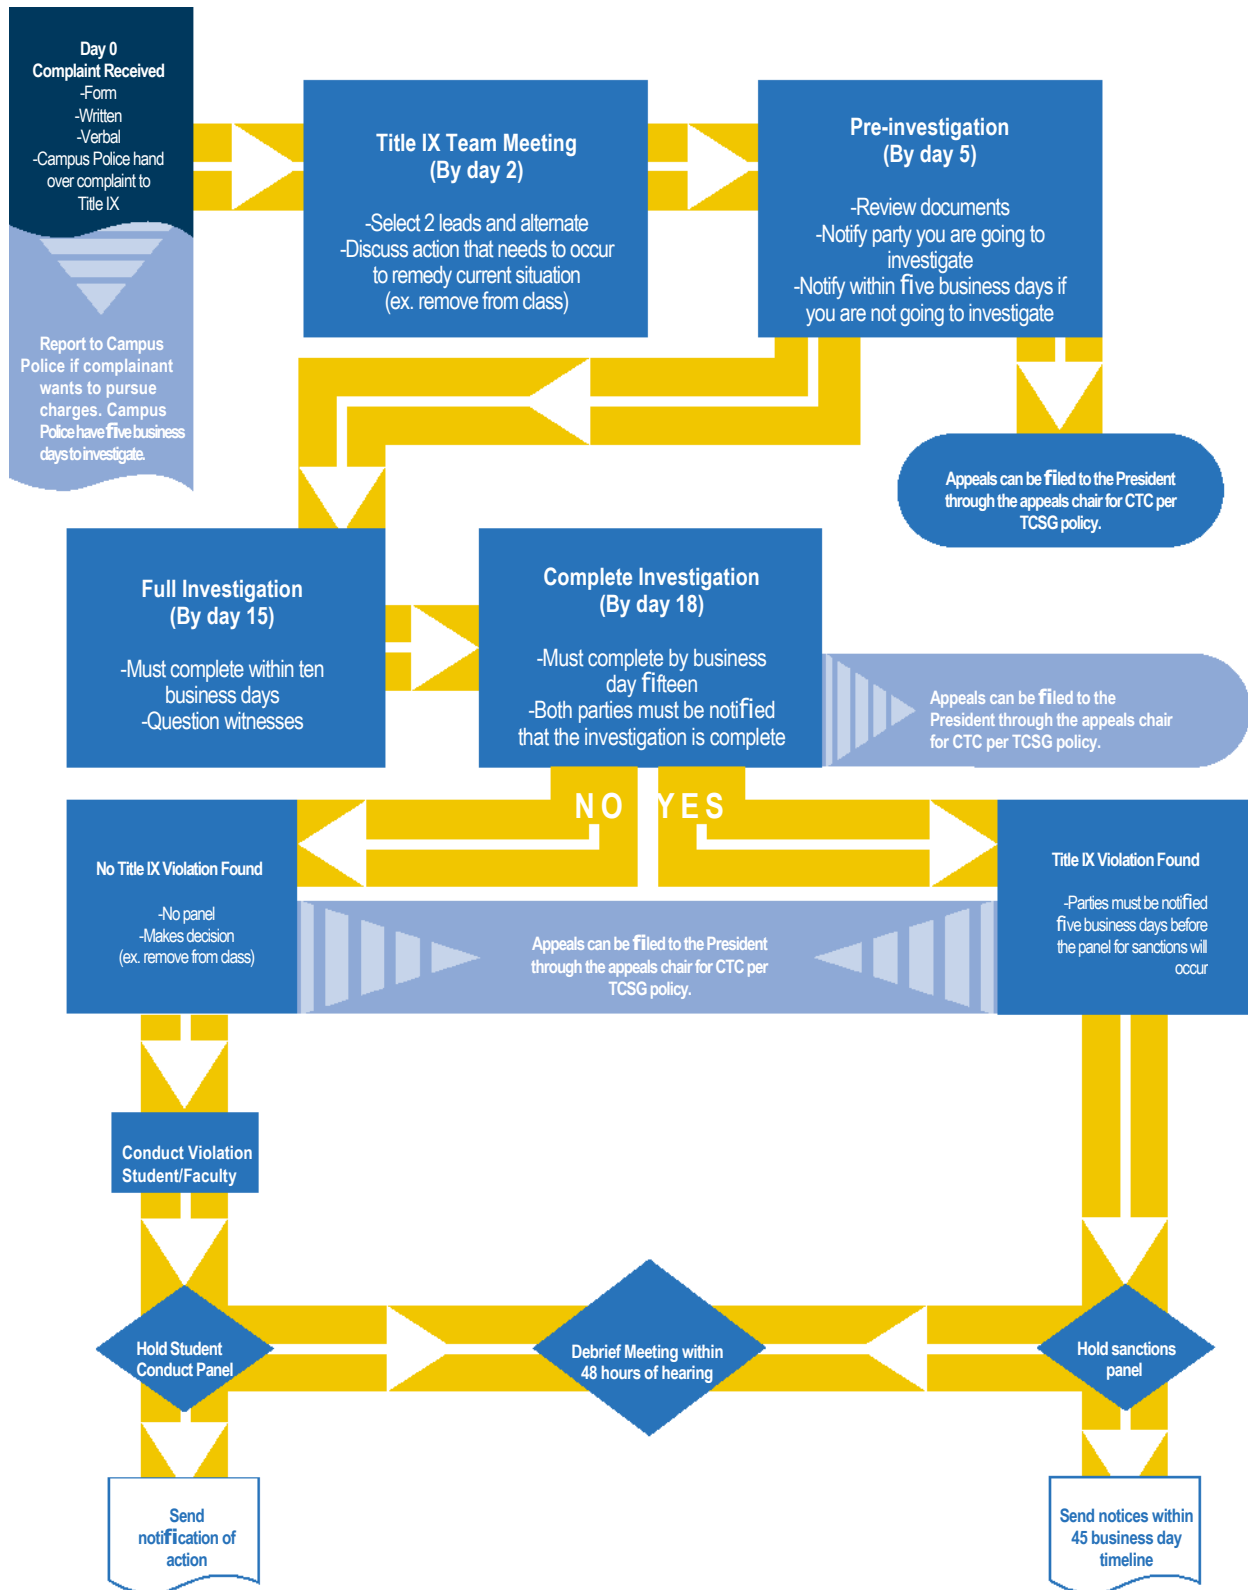 Day 0
Complaint Received
-Form
-Written
-Verbal
-Campus Police hand
over complaint to
Title IX
Report to Campus
Police if complainant
wants to pursue
charges. Campus
Police have five business
days to investigate.
Title IX Team Meeting
(By day 2)
-Select 2 leads and alternate
-Discuss action that needs to occur
to remedy current situation
(ex. remove from class)
Pre-investigation
(By day 5)
-Review documents
-Notify party you are going to
investigate
-Notify within five business days if
you are not going to investigate
Appeals can be filed to the President
through the appeals chair for CTC per
TCSG policy.
Full Investigation
(By day 15)
-Must complete within ten
business days
-Question witnesses
Complete Investigation
(By day 18)
-Must complete by business
day fifteen
-Both parties must be notified
that the investigation is complete
Appeals can be filed to the
President through the appeals chair
for CTC per TCSG policy.
NO YES
No Title IX Violation Found
-No panel
-Makes decision
(ex. remove from class)
Appeals can be filed to the President
through the appeals chair for CTC per
TCSG policy.
Title IX Violation Found
-Parties must be notified
five business days before
the panel for sanctions will
occur
Conduct Violation
Student/Faculty
Hold Student
Conduct Panel
Debrief Meeting within
48 hours of hearing
Hold sanctions
panel
Send
notification of
action
Send notices within
45 business day
timeline